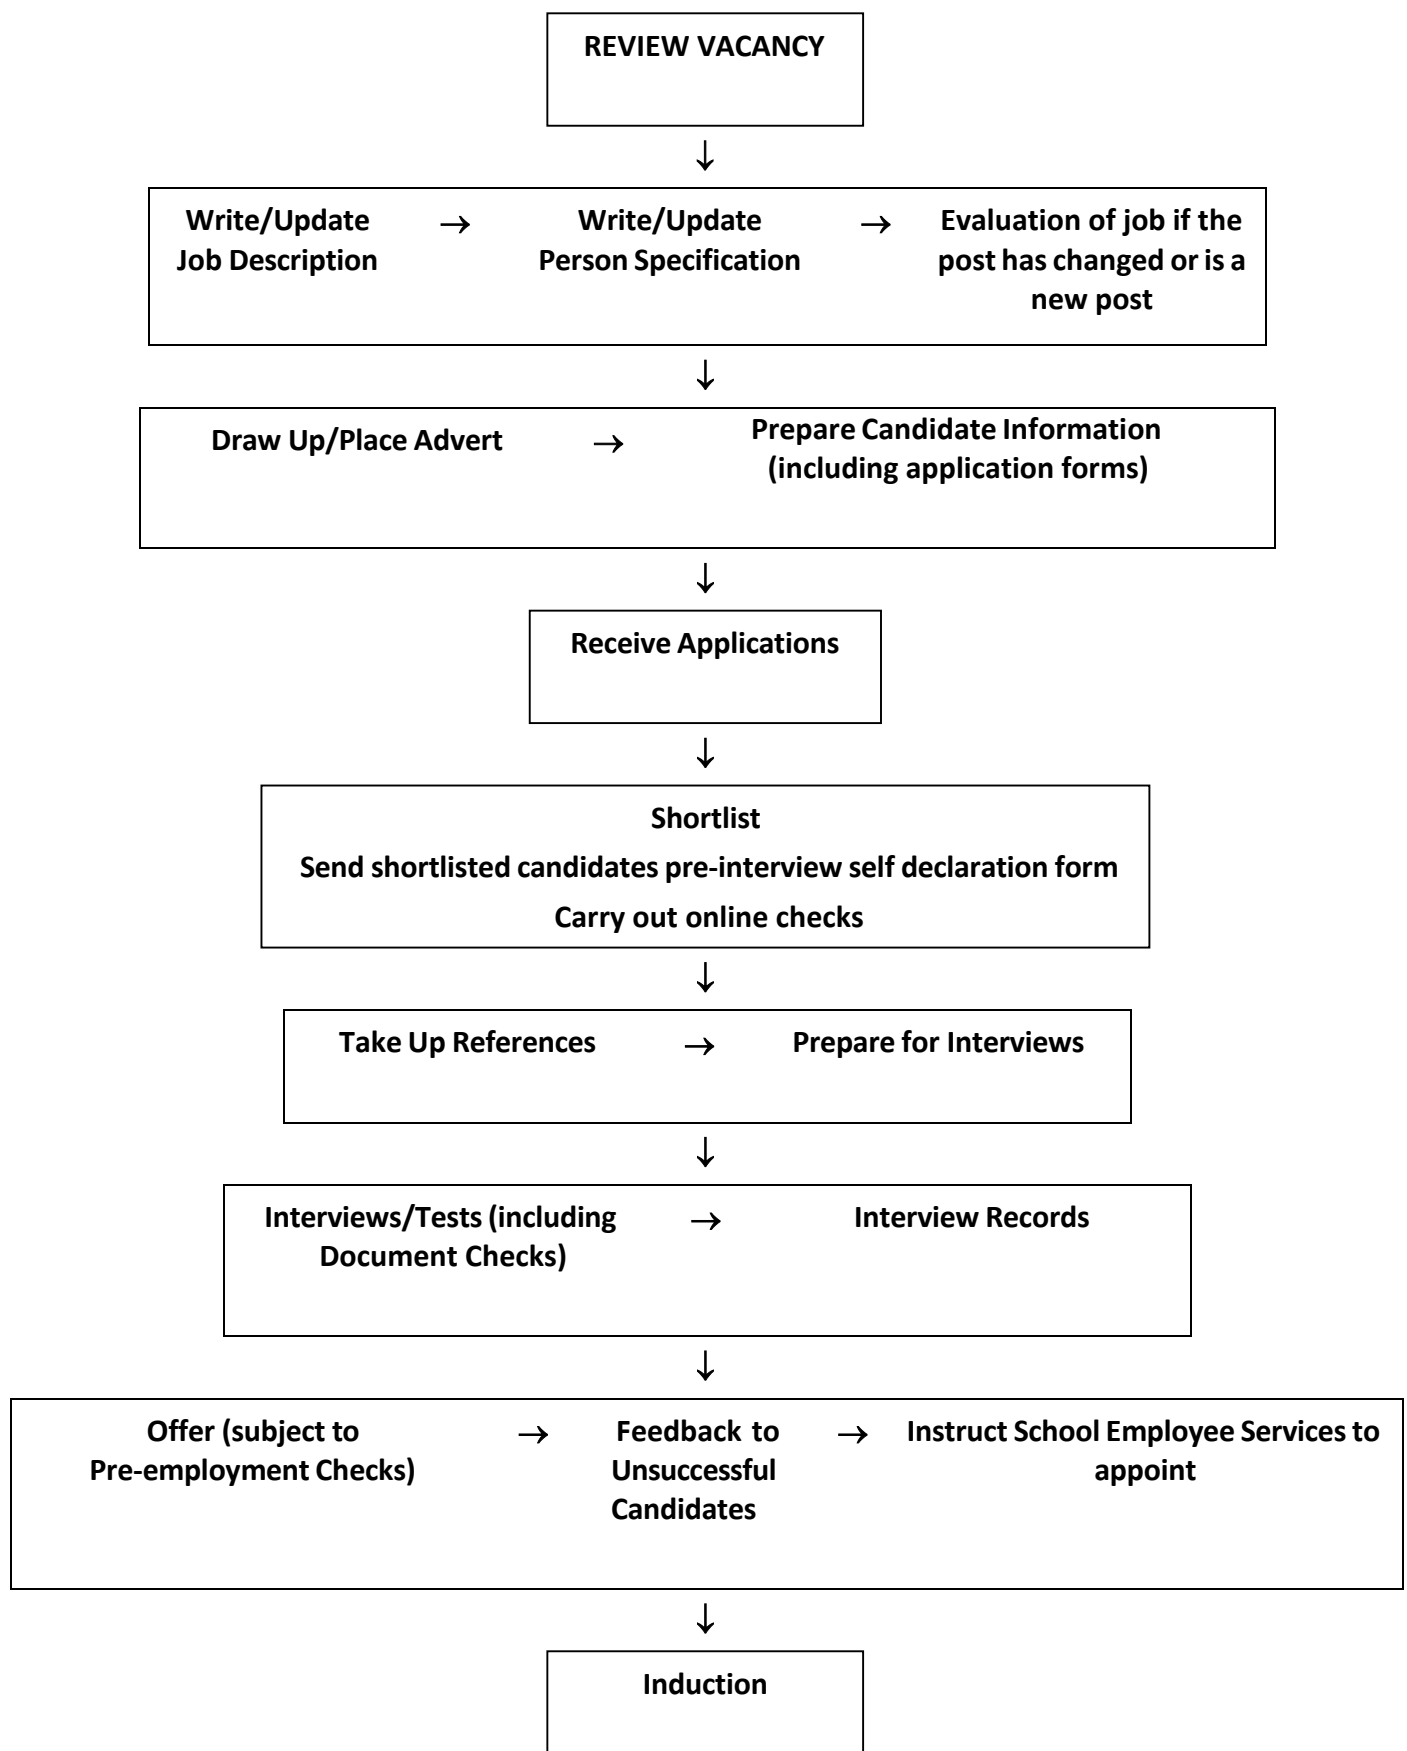 REVIEW VACANCY
↓
Write/Update → Write/Update → Evaluation of job if the
Job Description Person Specification post has changed or is a
new post
↓
Draw Up/Place Advert → Prepare Candidate Information
(including application forms)
↓
Receive Applications
↓
Shortlist
Send shortlisted candidates pre-interview self declaration form
Carry out online checks
↓
Take Up References → Prepare for Interviews
↓
Interviews/Tests (including → Interview Records
Document Checks)
↓
Offer (subject to → Feedback to → Instruct School Employee Services to
Pre-employment Checks) Unsuccessful appoint
Candidates
↓
Induction